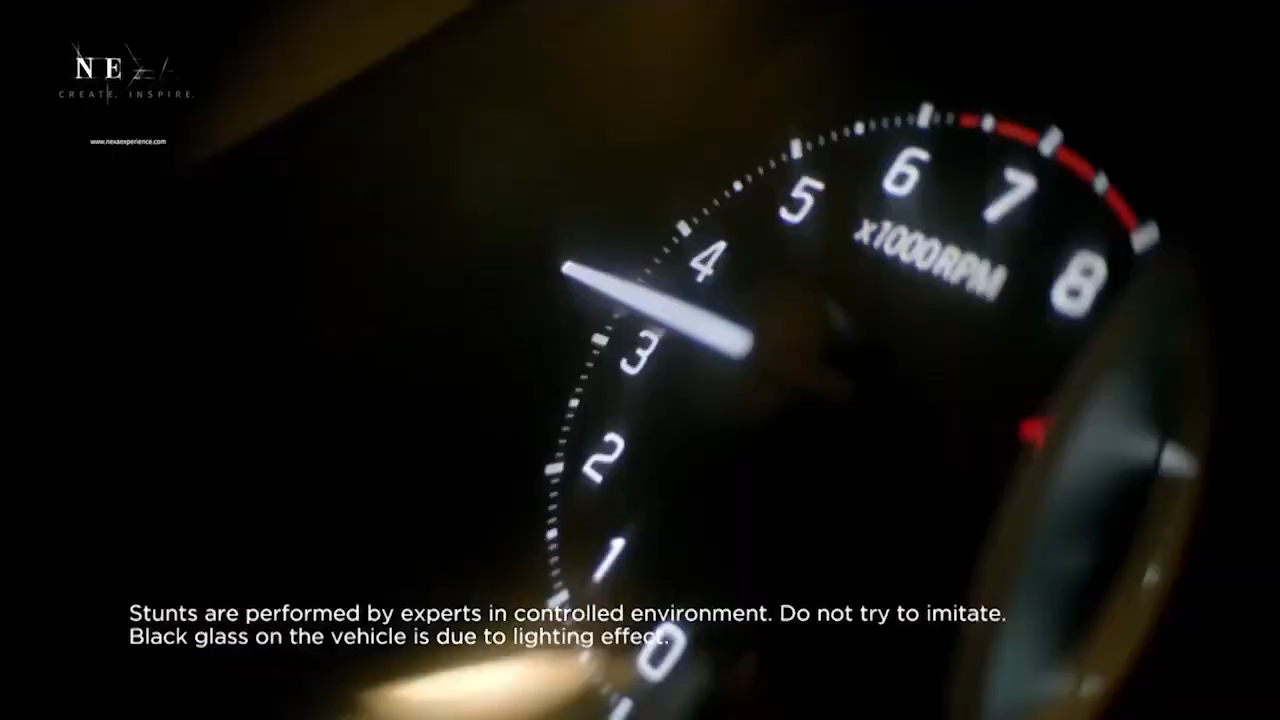 NE
CREATE. INSPIRE.
www.nexaexperience.com
6
7
5
x1000RPM
4
8
3
2
1
0
Stunts are performed by experts in controlled environment. Do not try to imitate.
Black glass on the vehicle is due to lighting effect.